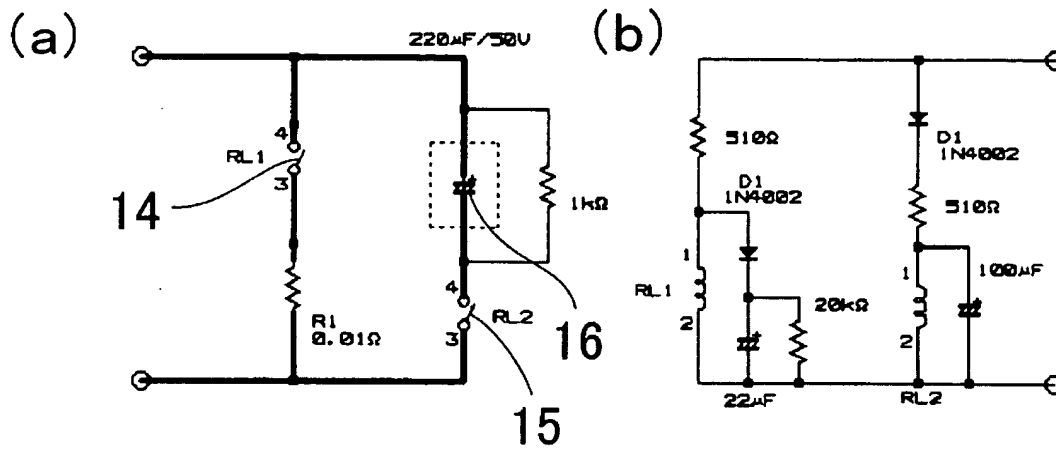 (a)
220µF/50V
4
RL1
3
14
1kΩ
R1
0.01Ω
4
RL2
3
16
15
(b)
510Ω
D1
1N4002
D1
1N4002
510Ω
1
RL1
2
20kΩ
22µF
1
100µF
2
RL2